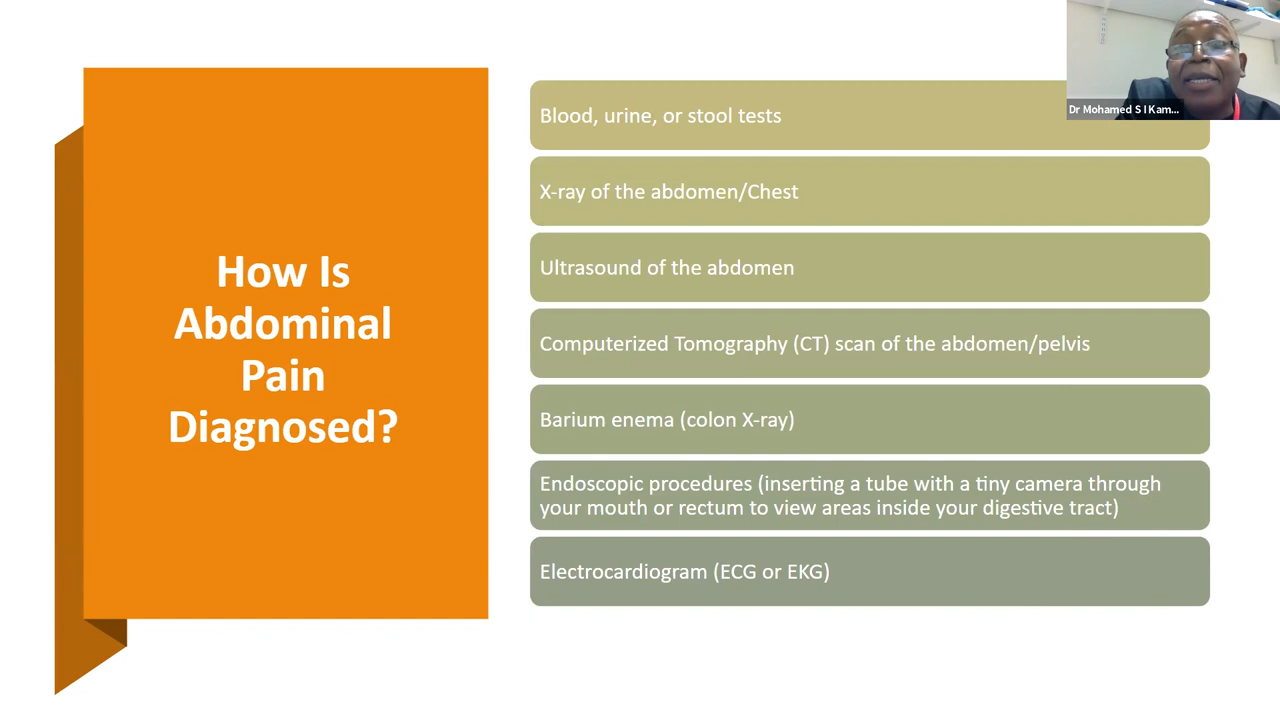 How Is
Abdominal
Pain
Diagnosed?
Blood, urine, or stool tests
X-ray of the abdomen/Chest
Ultrasound of the abdomen
Computerized Tomography (CT) scan of the abdomen/pelvis
Barium enema (colon X-ray)
Endoscopic procedures (inserting a tube with a tiny camera through
your mouth or rectum to view areas inside your digestive tract)
Electrocardiogram (ECG or EKG)
Dr Mohamed S I Kam...